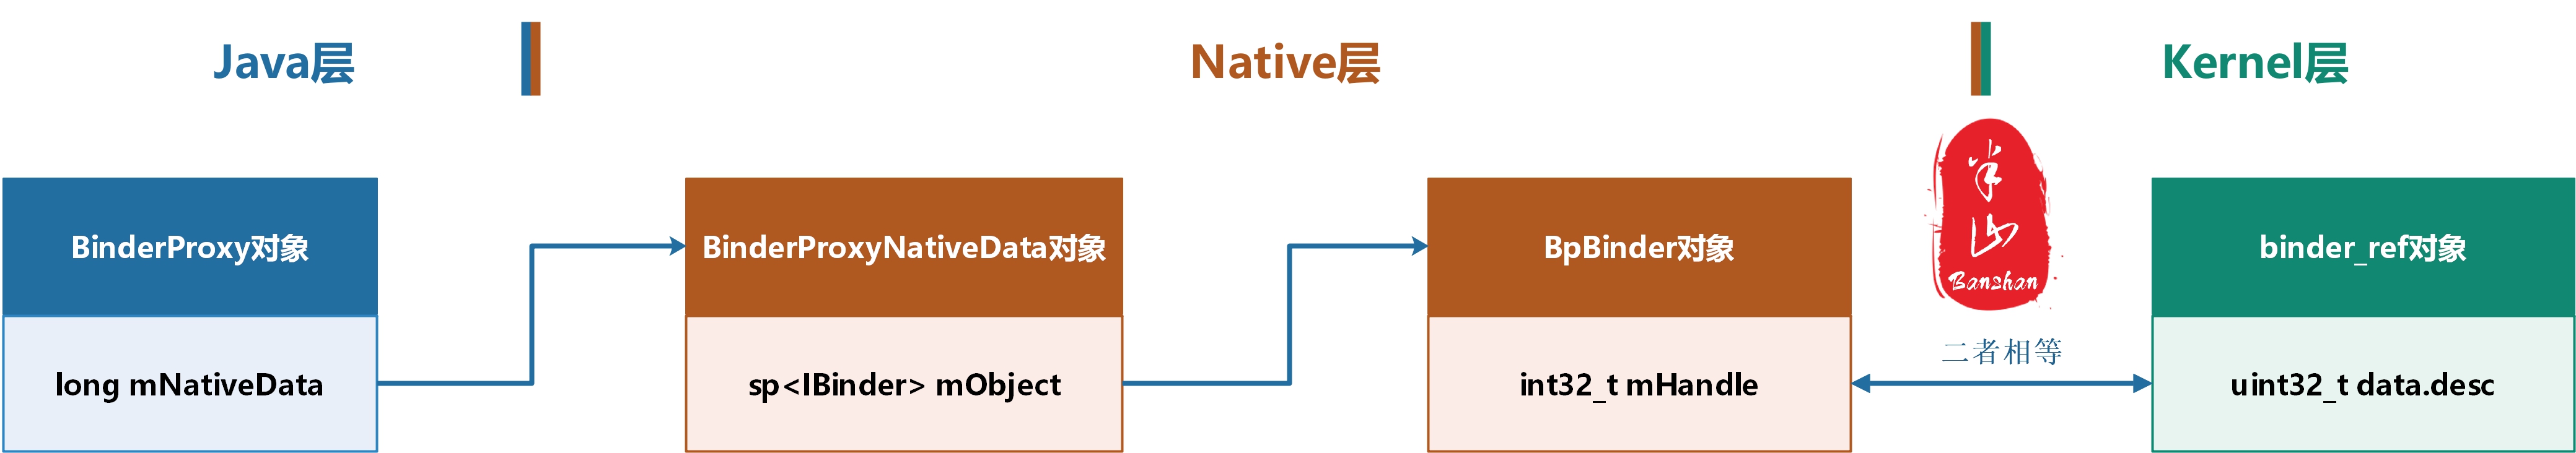 Java层
Native层
Kernel层
半山
Banshan
BinderProxy对象
BinderProxyNativeData对象
BpBinder对象
binder_ref对象
二者相等
long mNativeData
sp<IBinder> mObject
int32_t mHandle
uint32_t data.desc